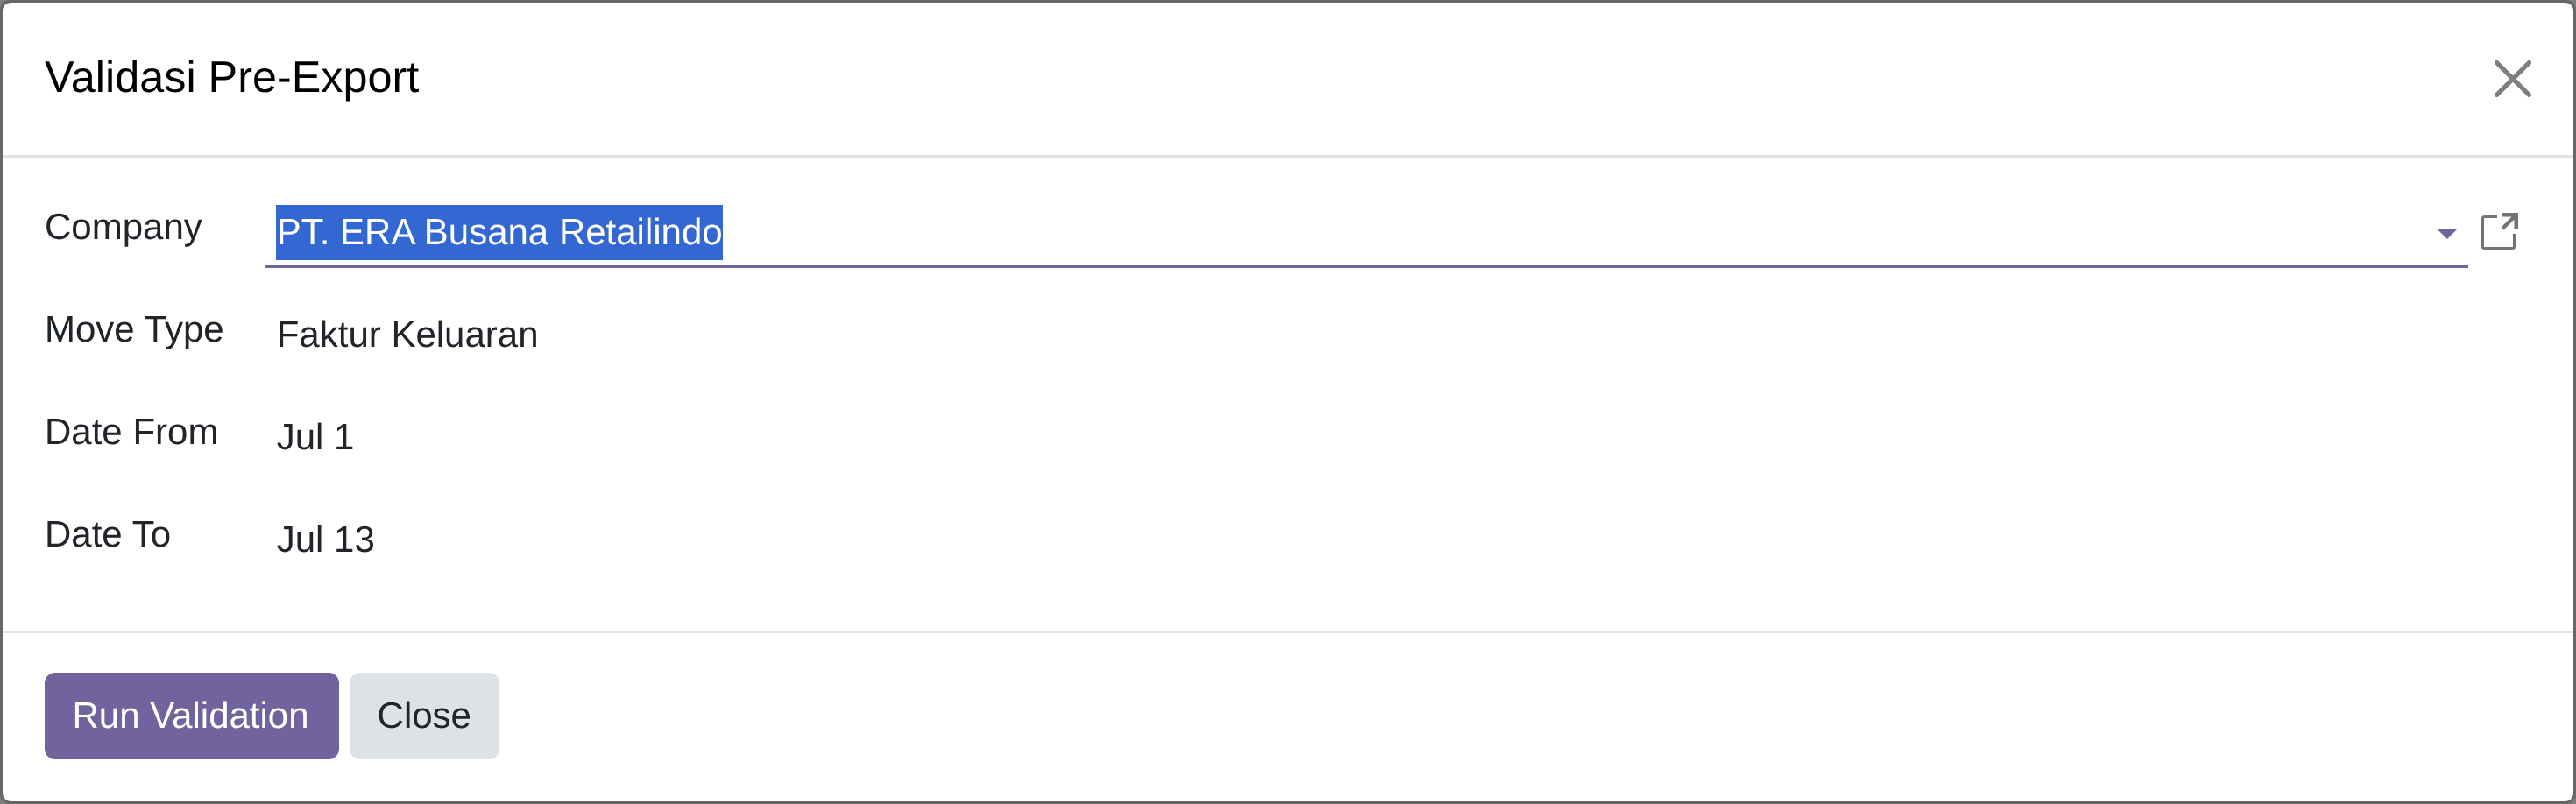 Validasi Pre-Export
Company PT. ERA Busana Retailindo
Move Type Faktur Keluaran
Date From Jul 1
Date To Jul 13
Run Validation Close